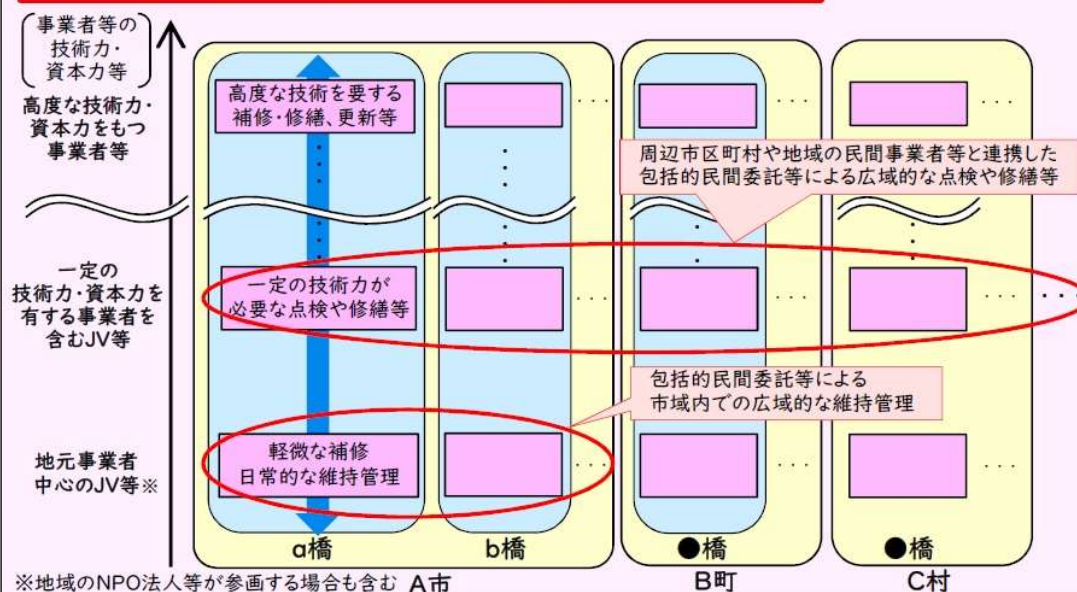 事業者等の
技術力・
資本力等
高度な技術力・
資本力をもつ
事業者等
高度な技術を要する
補修・修繕、更新等
・・・
・・・
・・・
・・・
周辺市区町村や地域の民間事業者等と連携した
包括的民間委託等による広域的な点検や修繕等
一定の
技術力・資本力を
有する事業者を
含むJV等
一定の技術力が
必要な点検や修繕等
・・・
・・・
・・・
・・・
包括的民間委託等による
市域内での広域的な維持管理
地元事業者
中心のJV等※
軽微な補修
日常的な維持管理
・・・
・・・
・・・
a橋
b橋
●橋
●橋
※地域のNPO法人等が参画する場合も含む
A市
B町
C村